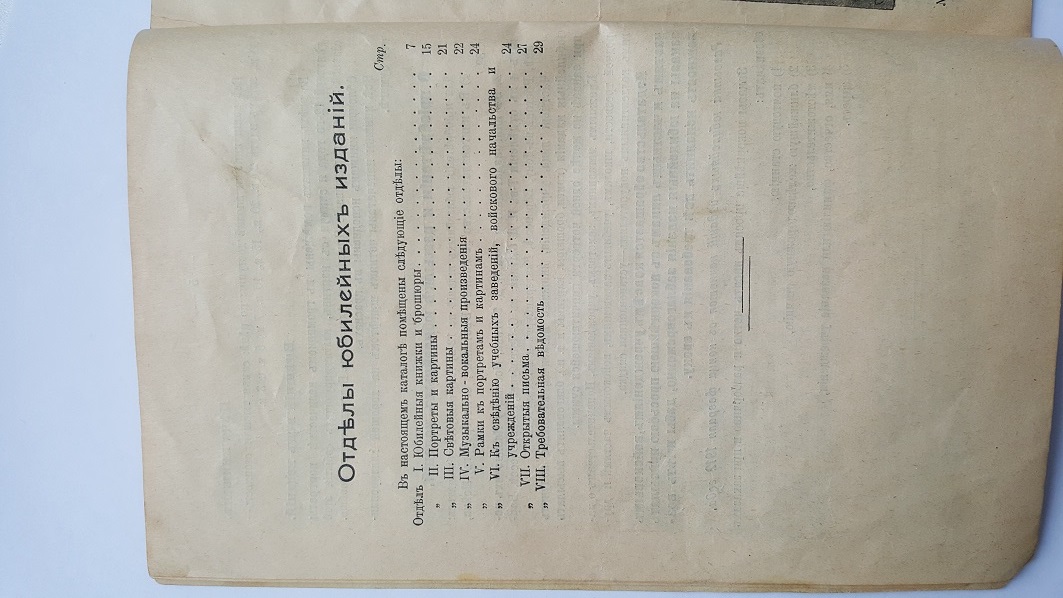 Отдѣлы юбилейныхъ изданій.
Стр.
Въ настоящемъ каталогѣ помѣщены слѣдующіе отдѣлы:
Отдѣлъ I. Юбилейныя книжки и брошюры. . . . . . . . . . . . . 7
„ II. Портреты и картины . . . . . . . . . . . . . . . . 15
„ III. Свѣтовыя картины . . . . . . . . . . . . . . . . . 21
„ IV. Музыкально-вокальныя произведенія . . . . . . . . . 22
„ V. Рамки къ портретамъ и картинамъ . . . . . . . . . . 24
„ VI. Къ свѣдѣнію учебныхъ заведеній, войскового начальства и
учрежденій . . . . . . . . . . . . . . . . . . . . 24
„ VII. Открытыя письма. . . . . . . . . . . . . . . . . . 27
„ VIII. Требовательная вѣдомость . . . . . . . . . . . . . 29